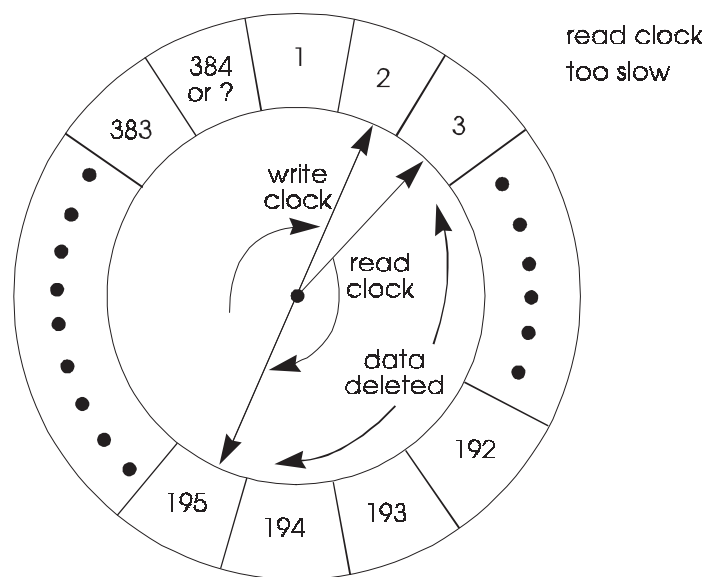 read clock
too slow
1
384
or ?
2
383
3
write
clock
read
clock
data
deleted
192
195
194
193